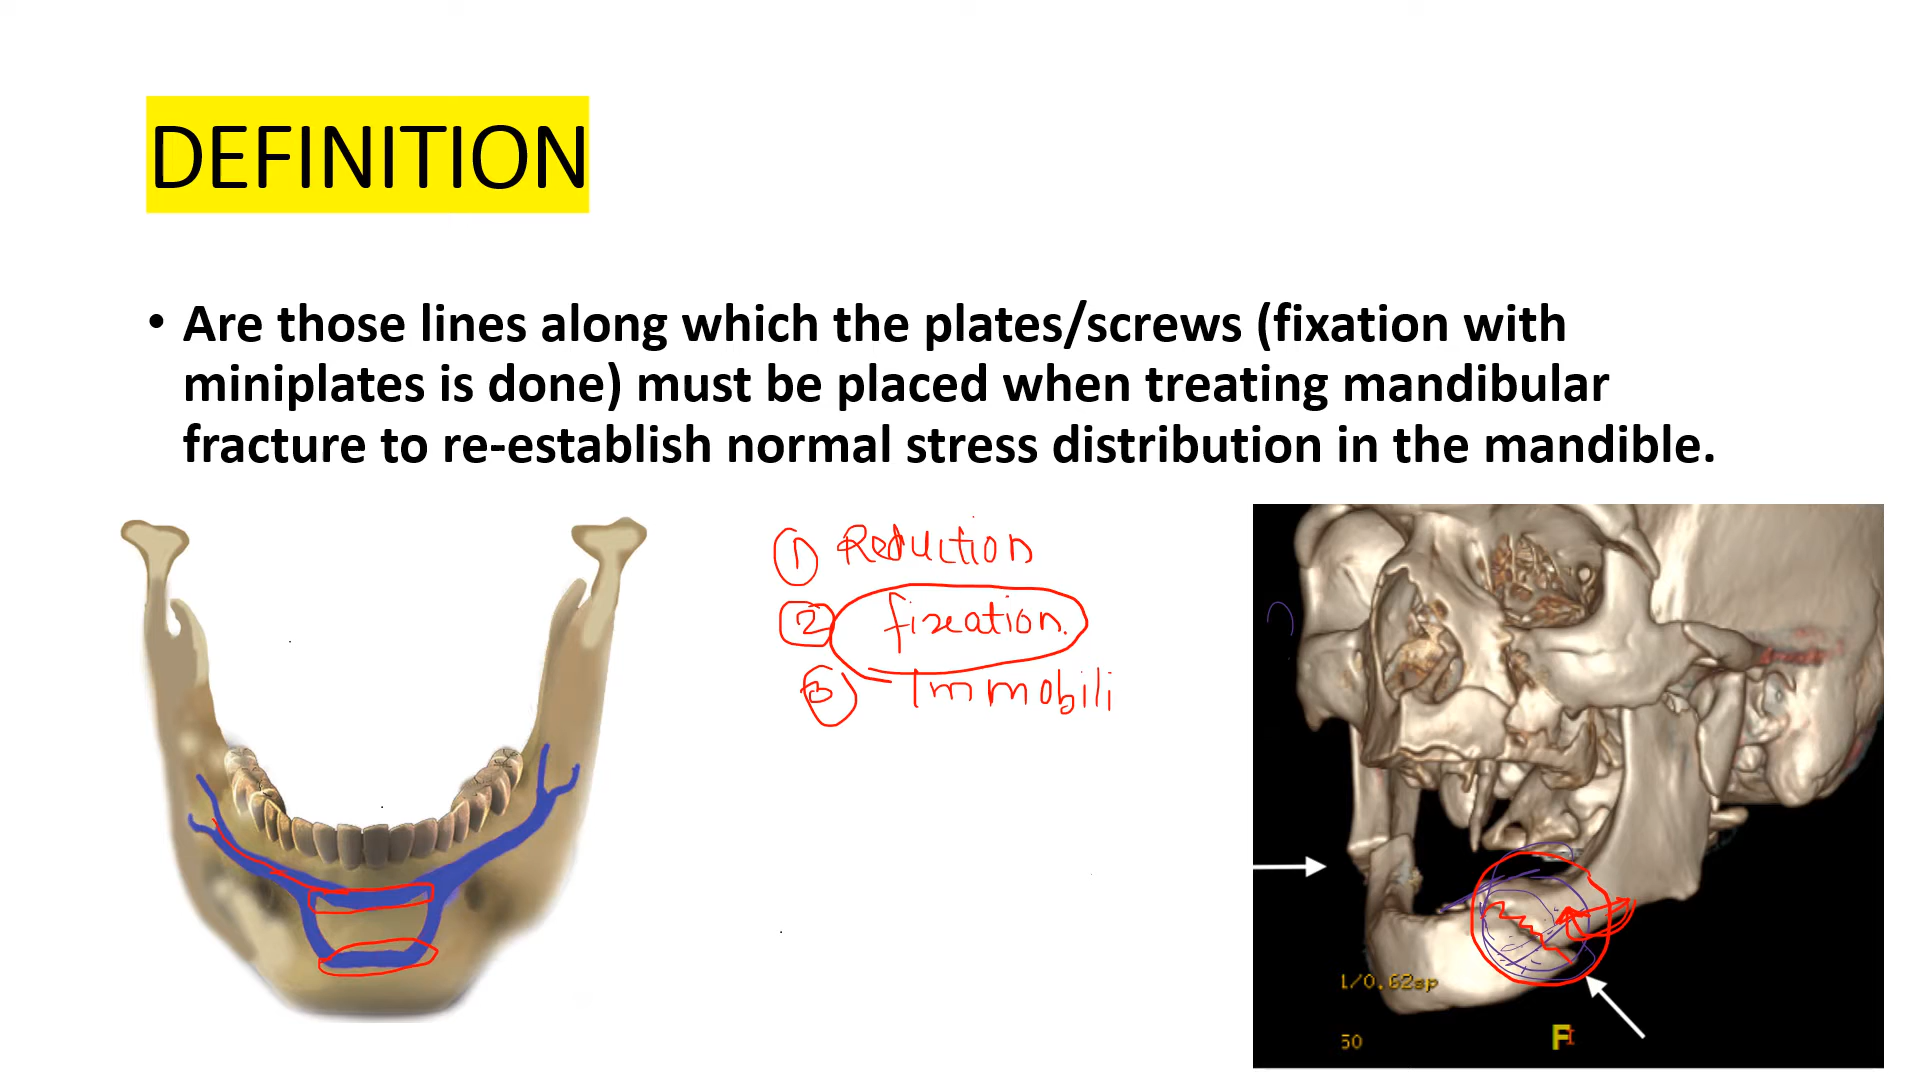 DEFINITION
• Are those lines along which the plates/screws (fixation with
miniplates is done) must be placed when treating mandibular
fracture to re-establish normal stress distribution in the mandible.
① Reduction
2 fixation.
3 Immobili
1/0.62sp
50
F